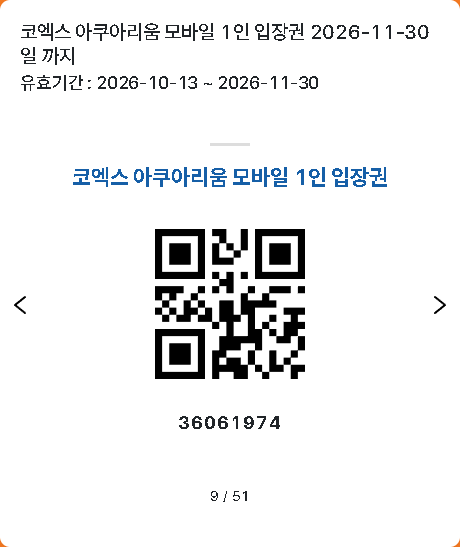 코엑스 아쿠아리움 모바일 1인 입장권 2026-11-30
일 까지
유효기간 : 2026-10-13 ~ 2026-11-30
코엑스 아쿠아리움 모바일 1인 입장권
36061974
9 / 51